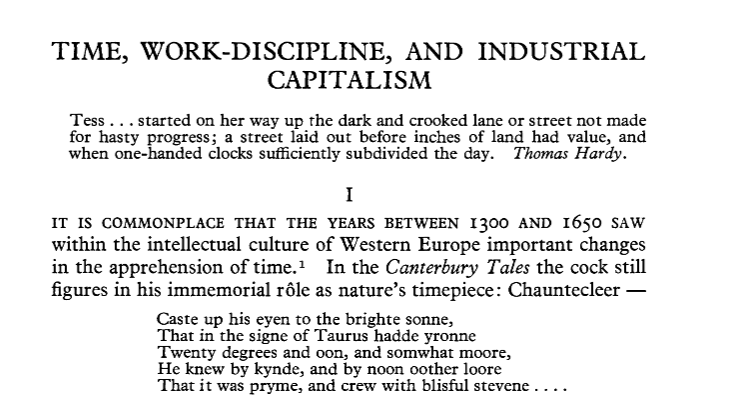 TIME, WORK-DISCIPLINE, AND INDUSTRIAL
CAPITALISM
Tess . . . started on her way up the dark and crooked lane or street not made
for hasty progress; a street laid out before inches of land had value, and
when one-handed clocks sufficiently subdivided the day. Thomas Hardy.
I
IT IS COMMONPLACE THAT THE YEARS BETWEEN 1300 AND 1650 SAW
within the intellectual culture of Western Europe important changes
in the apprehension of time.¹ In the Canterbury Tales the cock still
figures in his immemorial rôle as nature's timepiece: Chauntecleer —
Caste up his eyen to the brighte sonne,
That in the signe of Taurus hadde yronne
Twenty degrees and oon, and somwhat moore,
He knew by kynde, and by noon oother loore
That it was pryme, and crew with blisful stevene . . . .